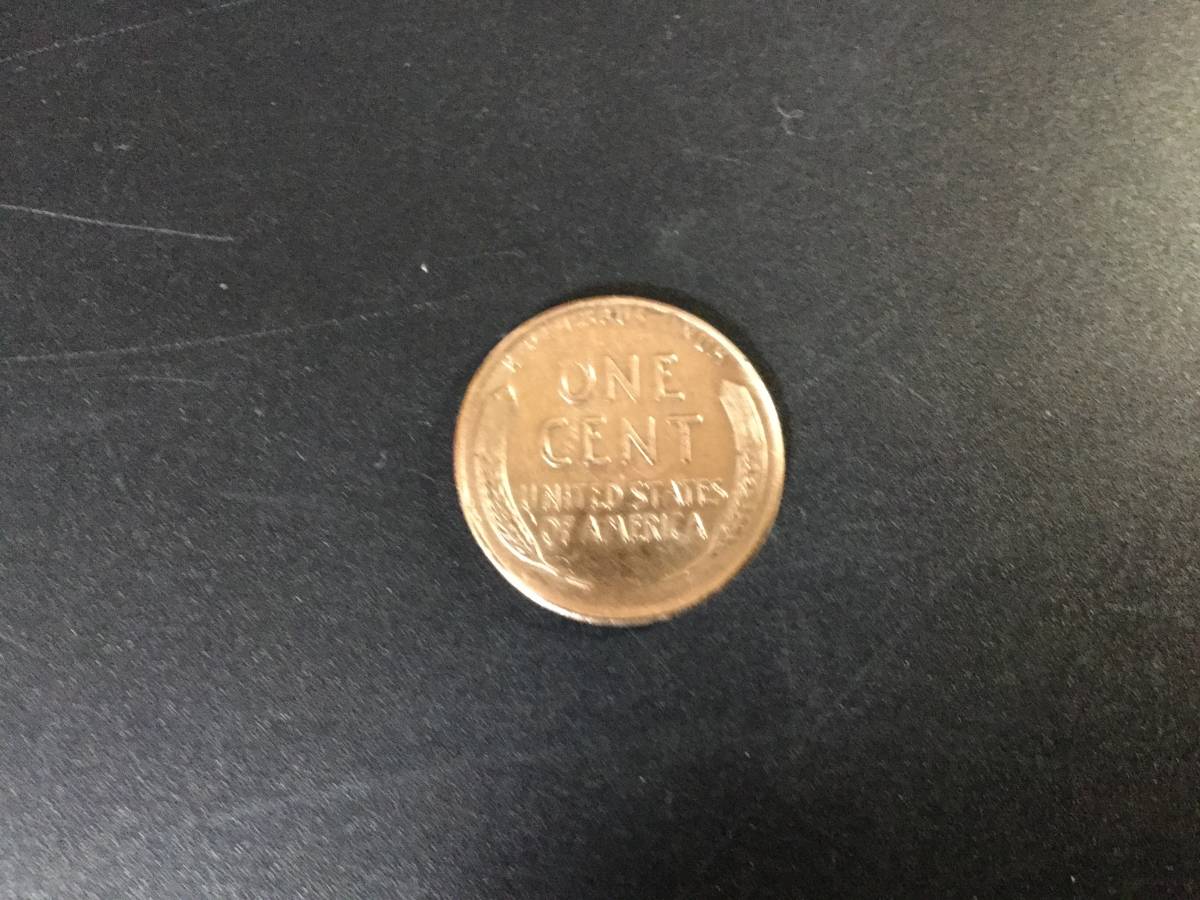 ONE
CENT
UNITED STATES
OF AMERICA